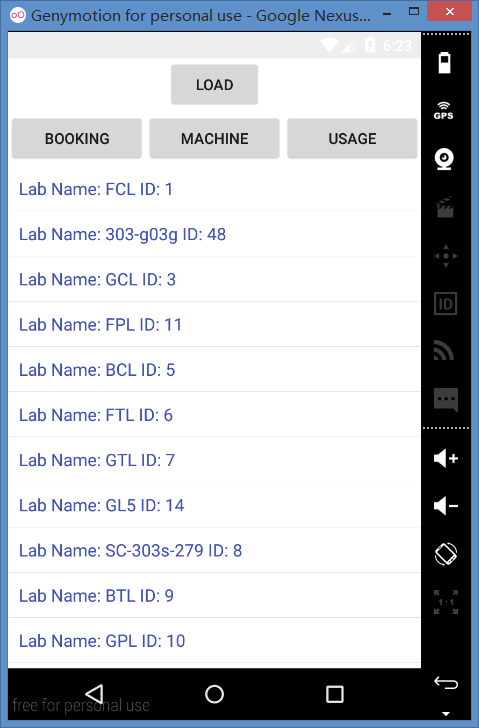 Genymotion for personal use - Google Nexus...
6:23
LOAD
BOOKING MACHINE USAGE
Lab Name: FCL ID: 1
Lab Name: 303-g03g ID: 48
Lab Name: GCL ID: 3
Lab Name: FPL ID: 11
Lab Name: BCL ID: 5
Lab Name: FTL ID: 6
Lab Name: GTL ID: 7
Lab Name: GL5 ID: 14
Lab Name: SC-303s-279 ID: 8
Lab Name: BTL ID: 9
Lab Name: GPL ID: 10
free for personal use
GPS
ID
1:1